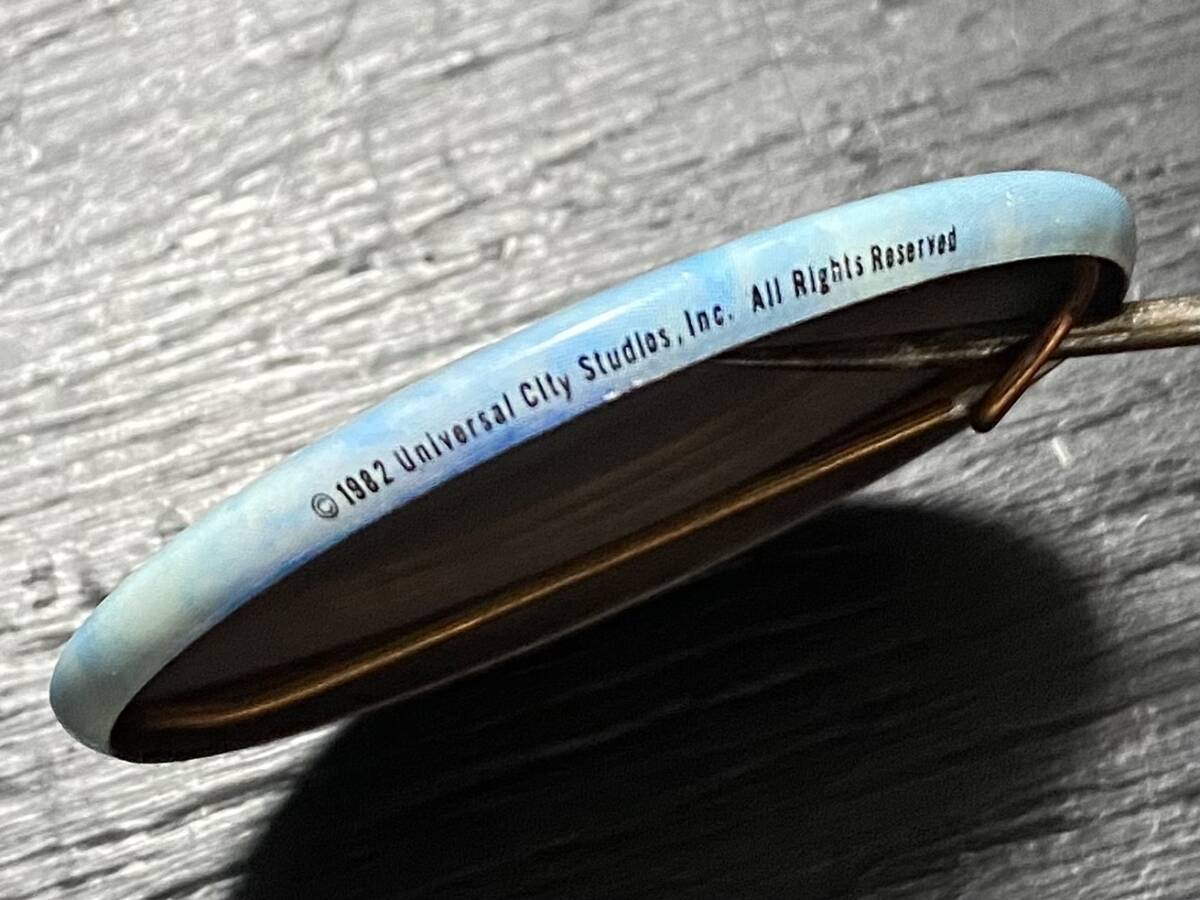 © 1982 Universal City Studios, Inc. All Rights Reserved